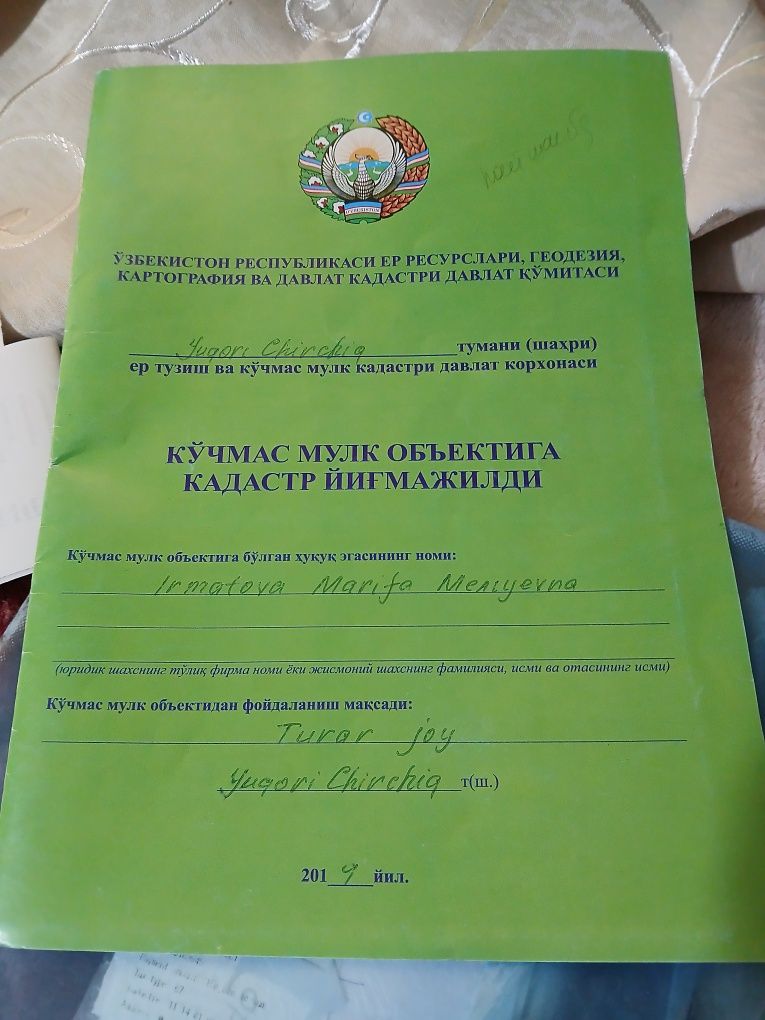 ЎЗБЕКИСТОН РЕСПУБЛИКАСИ ЕР РЕСУРСЛАРИ, ГЕОДЕЗИЯ,
КАРТОГРАФИЯ ВА ДАВЛАТ КАДАСТРИ ДАВЛАТ ҚЎМИТАСИ
Yuqori Chirchiq тумани (шаҳри)
ер тузиш ва кўчмас мулк кадастри давлат корхонаси
КЎЧМАС МУЛК ОБЪЕКТИГА
КАДАСТР ЙИҒМАЖИЛДИ
Кўчмас мулк объектига бўлган ҳуқуқ эгасининг номи:
Irmatova Marifa
(юридик шахснинг тўлиқ фирма номи ёки жисмоний шахснинг фамилияси, исми ва отасининг исми)
Кўчмас мулк объектидан фойдаланиш мақсади:
Turar joy
Yuqori Chirchiq т(ш.)
201 йил.